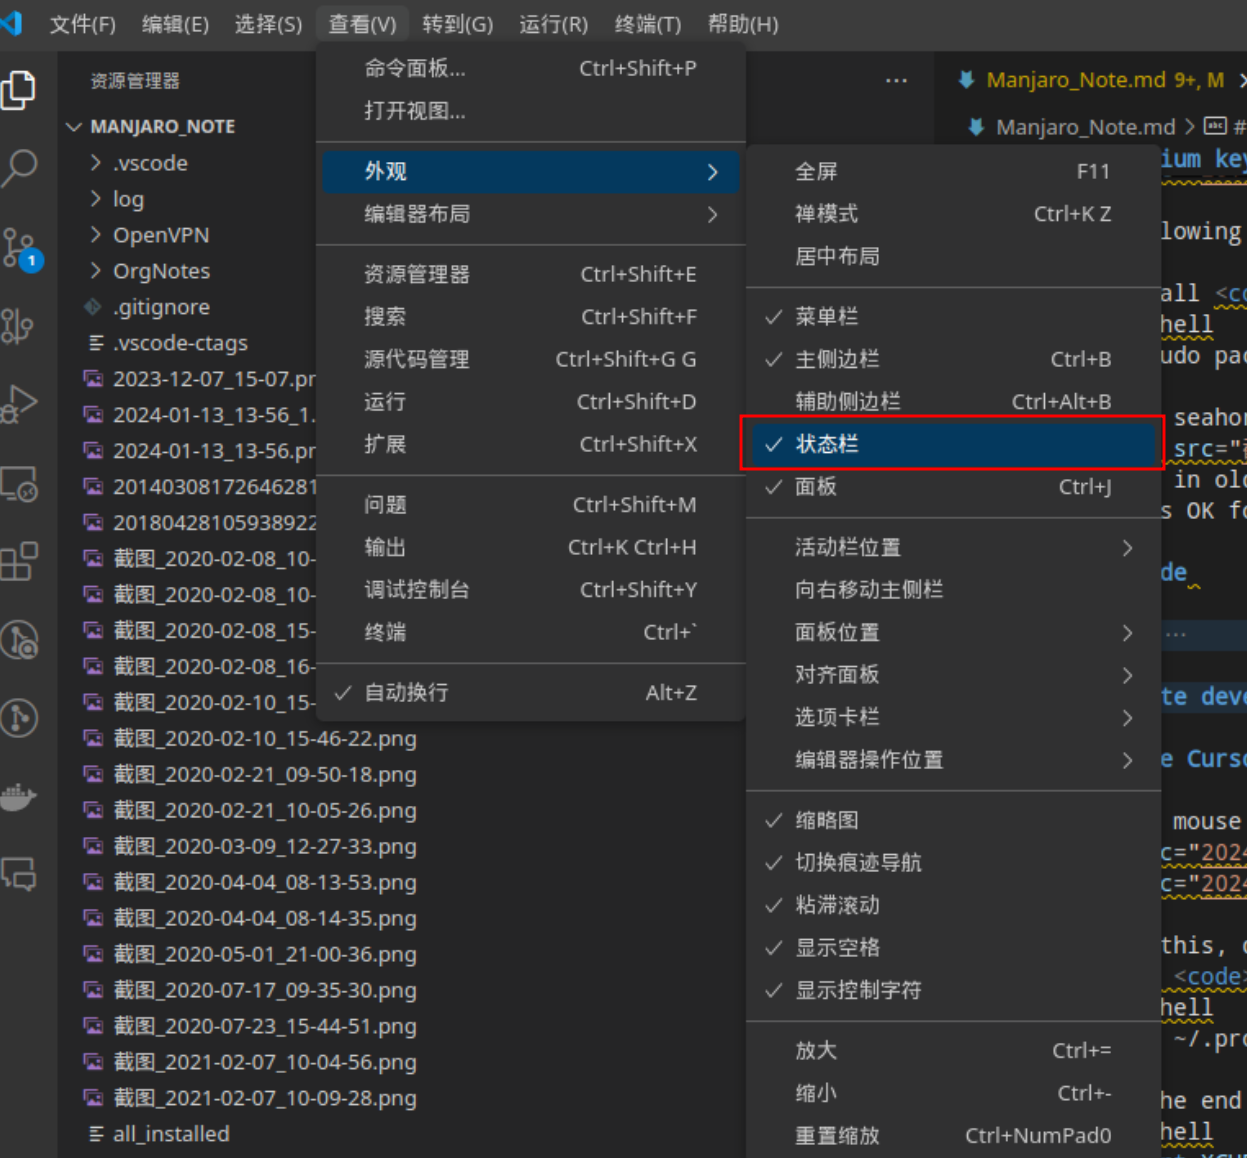 文件(F) 编辑(E) 选择(S) 查看(V) 转到(G) 运行(R) 终端(T) 帮助(H)
资源管理器
MANJARO_NOTE
.vscode
log
OpenVPN
OrgNotes
.gitignore
.vscode-ctags
2023-12-07_15-07.pr
2024-01-13_13-56_1.
2024-01-13_13-56.pr
20140308172646281
20180428105938922
截图_2020-02-08_10-
截图_2020-02-08_10-
截图_2020-02-08_15-
截图_2020-02-08_16-
截图_2020-02-10_15-
截图_2020-02-10_15-46-22.png
截图_2020-02-21_09-50-18.png
截图_2020-02-21_10-05-26.png
截图_2020-03-09_12-27-33.png
截图_2020-04-04_08-13-53.png
截图_2020-04-04_08-14-35.png
截图_2020-05-01_21-00-36.png
截图_2020-07-17_09-35-30.png
截图_2020-07-23_15-44-51.png
截图_2021-02-07_10-04-56.png
截图_2021-02-07_10-09-28.png
all_installed
1
命令面板... Ctrl+Shift+P
打开视图...
外观
编辑器布局
资源管理器 Ctrl+Shift+E
搜索 Ctrl+Shift+F
源代码管理 Ctrl+Shift+G G
运行 Ctrl+Shift+D
扩展 Ctrl+Shift+X
问题 Ctrl+Shift+M
输出 Ctrl+K Ctrl+H
调试控制台 Ctrl+Shift+Y
终端 Ctrl+`
自动换行 Alt+Z
全屏 F11
禅模式 Ctrl+K Z
居中布局
菜单栏
主侧边栏 Ctrl+B
辅助侧边栏 Ctrl+Alt+B
状态栏
面板 Ctrl+J
活动栏位置
向右移动主侧栏
面板位置
对齐面板
选项卡栏
编辑器操作位置
缩略图
切换痕迹导航
粘滞滚动
显示空格
显示控制字符
放大 Ctrl+=
缩小 Ctrl+-
重置缩放 Ctrl+NumPad0
Manjaro_Note.md 9+, M
Manjaro_Note.md > abc #
ium key
lowing
all <co
hell
udo pac
seahor
src="
in old
s OK fo
de
...
te deve
e Curso
mouse
c="2024
c="2024
this, c
<code>
hell
~/.pro
he end
hell